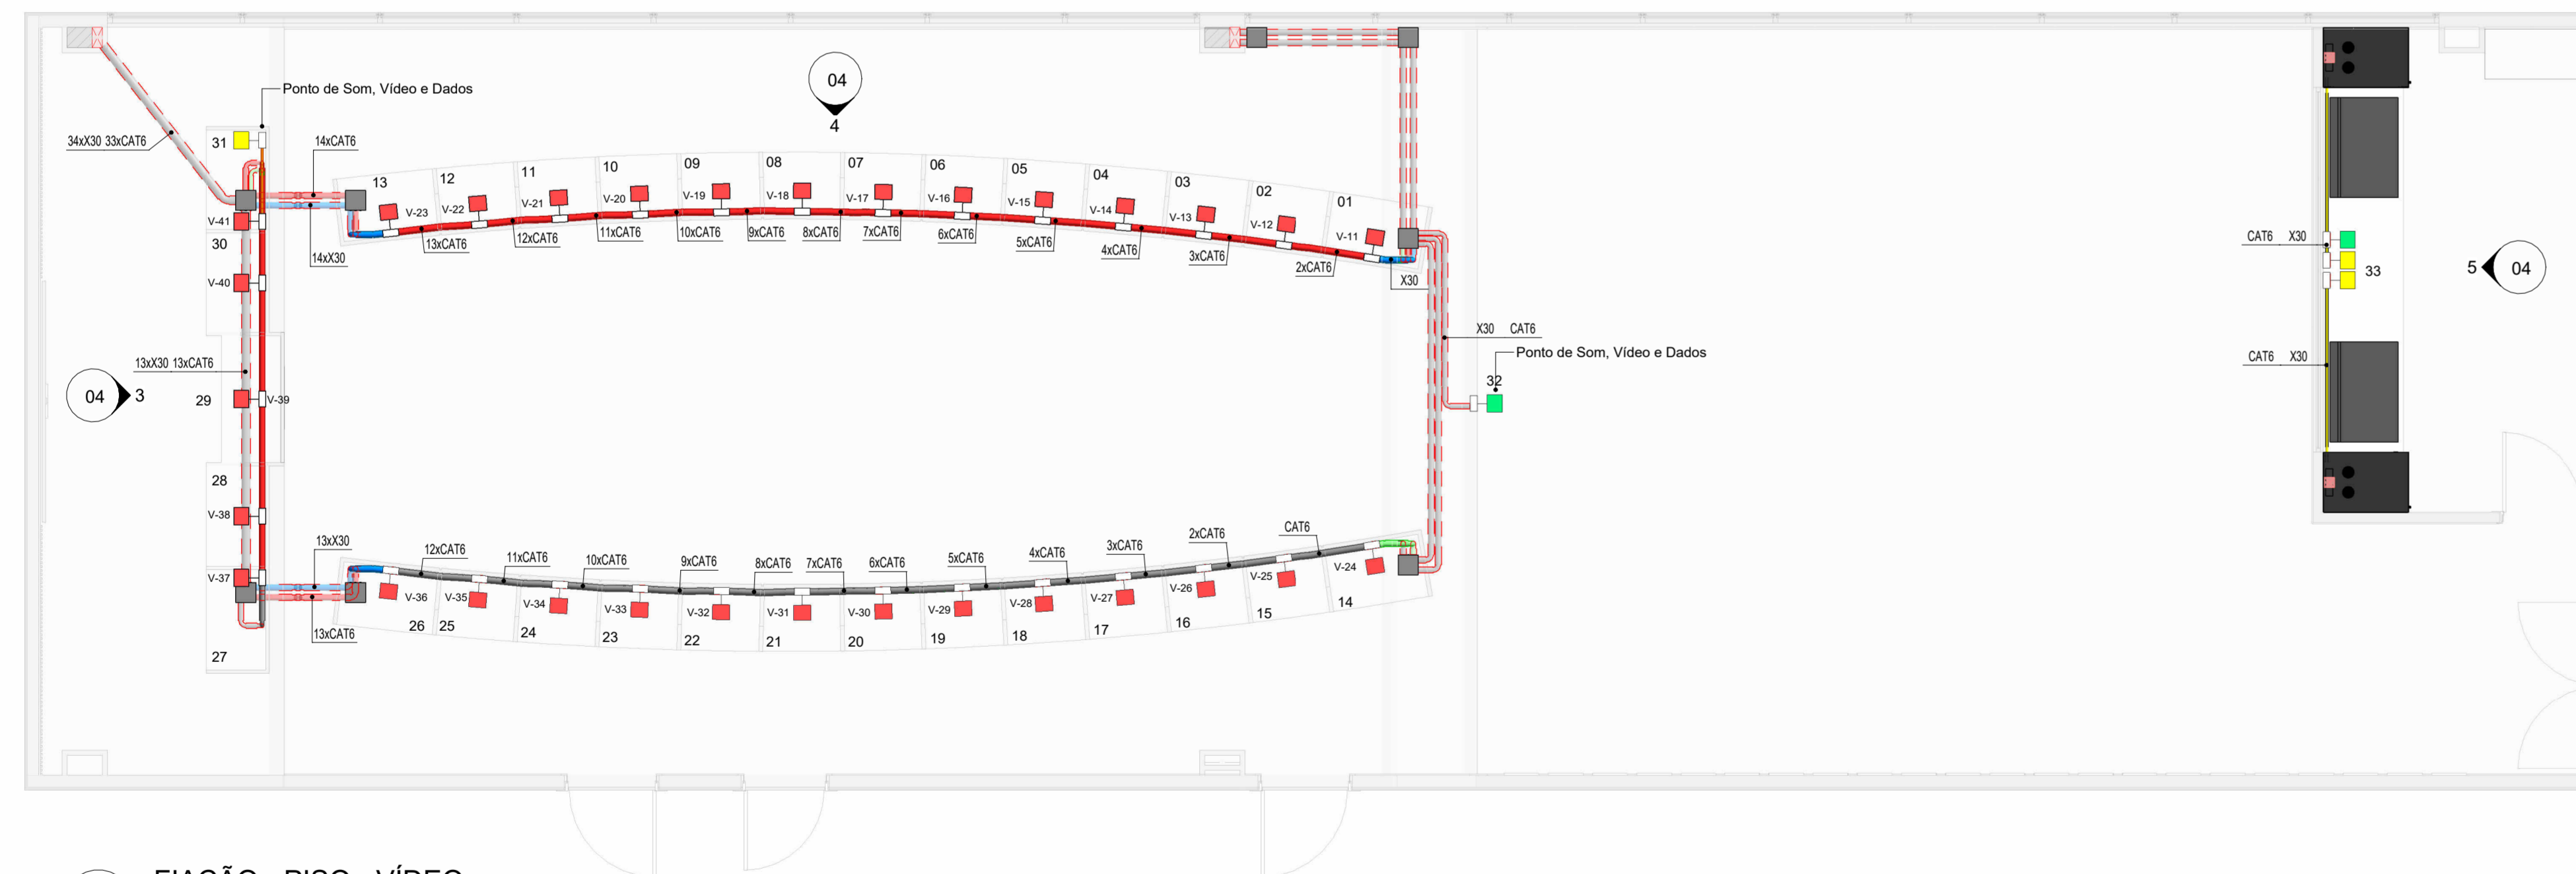 04
4
Ponto de Som, Vídeo e Dados
34xX30 33xCAT6
31
14xCAT6
13
12
11
10
09
08
07
06
05
04
03
02
01
V-41
V-23
V-22
V-21
V-20
V-19
V-18
V-17
V-16
V-15
V-14
V-13
V-12
V-11
30
14xX30
13xCAT6
12xCAT6
11xCAT6
10xCAT6
9xCAT6
8xCAT6
7xCAT6
6xCAT6
5xCAT6
4xCAT6
3xCAT6
2xCAT6
X30
CAT6 X30
33
5
04
V-40
X30 CAT6
Ponto de Som, Vídeo e Dados
32
CAT6 X30
13xX30 13xCAT6
04
3
29
V-39
28
V-38
13xX30
12xCAT6
11xCAT6
10xCAT6
9xCAT6
8xCAT6
7xCAT6
6xCAT6
5xCAT6
4xCAT6
3xCAT6
2xCAT6
CAT6
V-37
V-36
V-35
V-34
V-33
V-32
V-31
V-30
V-29
V-28
V-27
V-26
V-25
V-24
13xCAT6
27
26
25
24
23
22
21
20
19
18
17
16
15
14
FIAÇÃO - PISO - VÍDEO